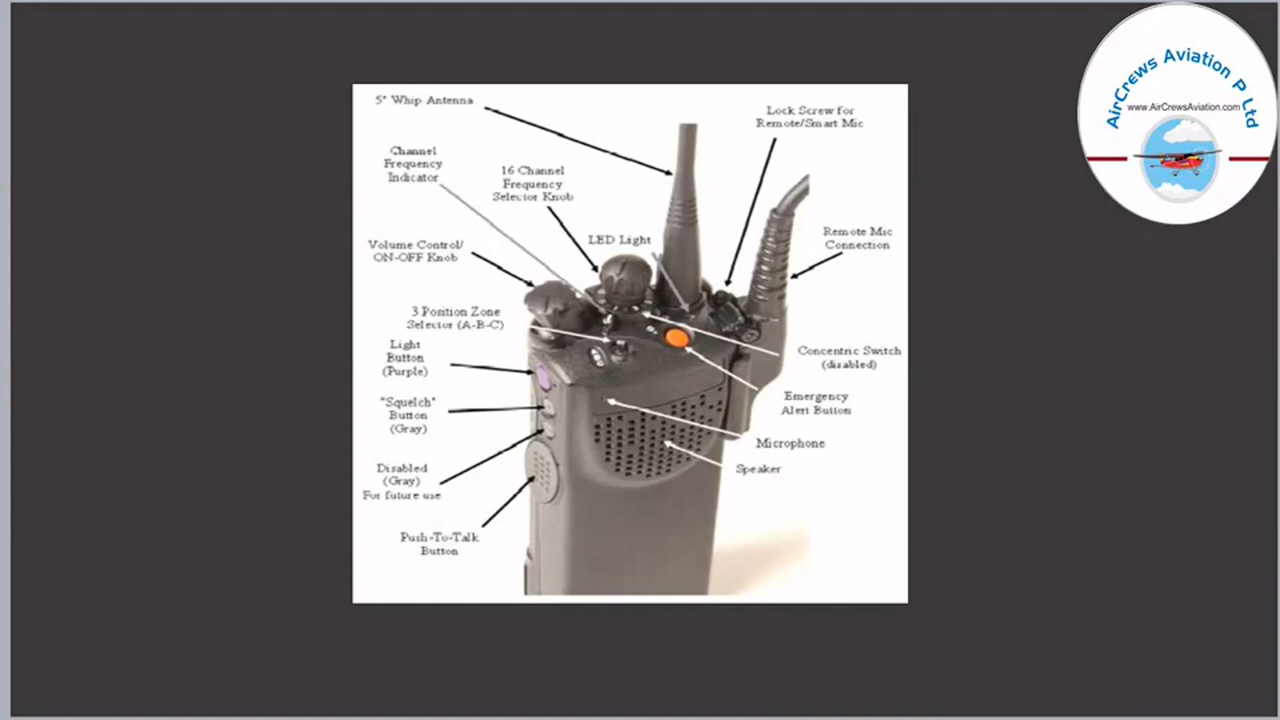 5" Whip Antenna
Lock Screw for
Remote/Smart Mic
Channel
Frequency
Indicator
16 Channel
Frequency
Selector Knob
LED Light
Remote Mic
Connection
Volume Control/
ON-OFF Knob
3 Position Zone
Selector (A-B-C)
Light
Button
(Purple)
Concentric Switch
(disabled)
"Squelch"
Button
(Gray)
Emergency
Alert Button
Microphone
Speaker
Disabled
(Gray)
For future use
Push-To-Talk
Button
AirCrews Aviation P Ltd
www.AirCrewsAviation.com